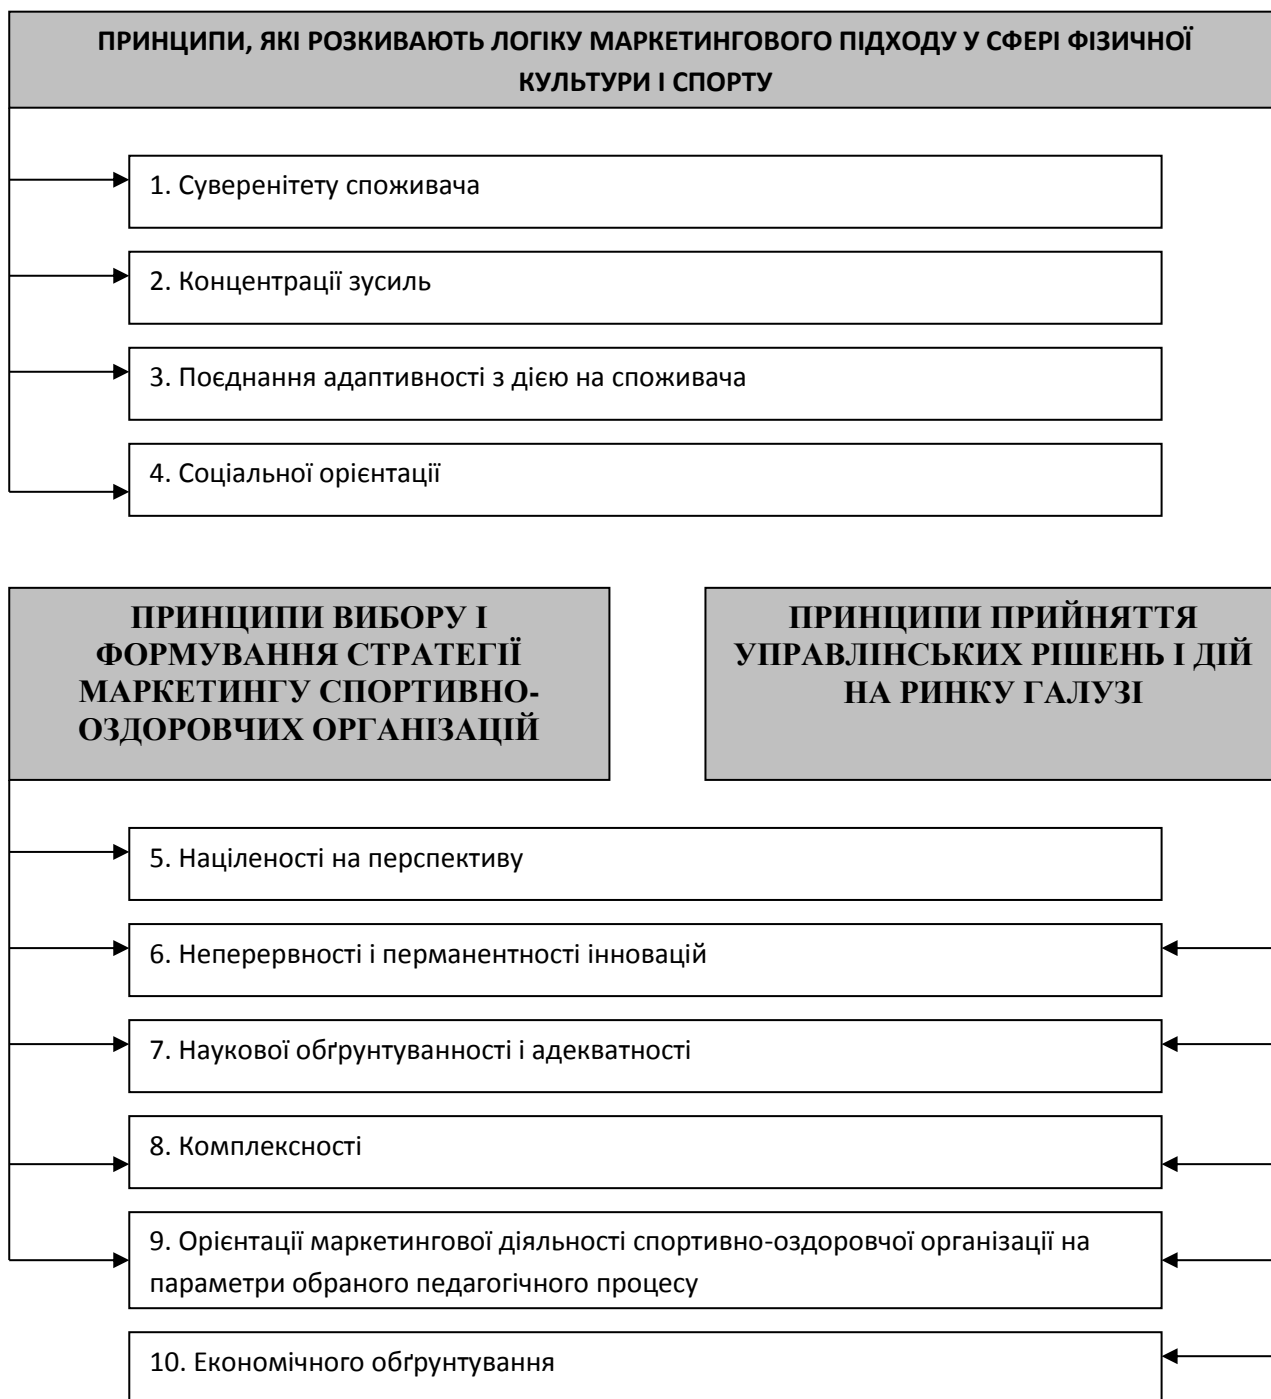 ПРИНЦИПИ, ЯКІ РОЗКИВАЮТЬ ЛОГІКУ МАРКЕТИНГОВОГО ПІДХОДУ У СФЕРІ ФІЗИЧНОЇ
КУЛЬТУРИ І СПОРТУ
1. Суверенітету споживача
2. Концентрації зусиль
3. Поєднання адаптивності з дією на споживача
4. Соціальної орієнтації
ПРИНЦИПИ ВИБОРУ І
ФОРМУВАННЯ СТРАТЕГІЇ
МАРКЕТИНГУ СПОРТИВНО-
ОЗДОРОВЧИХ ОРГАНІЗАЦІЙ
ПРИНЦИПИ ПРИЙНЯТТЯ
УПРАВЛІНСЬКИХ РІШЕНЬ І ДІЙ
НА РИНКУ ГАЛУЗІ
5. Націленості на перспективу
6. Неперервності і перманентності інновацій
7. Наукової обґрунтуванності і адекватності
8. Комплексності
9. Орієнтації маркетингової діяльності спортивно-оздоровчої організації на
параметри обраного педагогічного процесу
10. Економічного обґрунтування